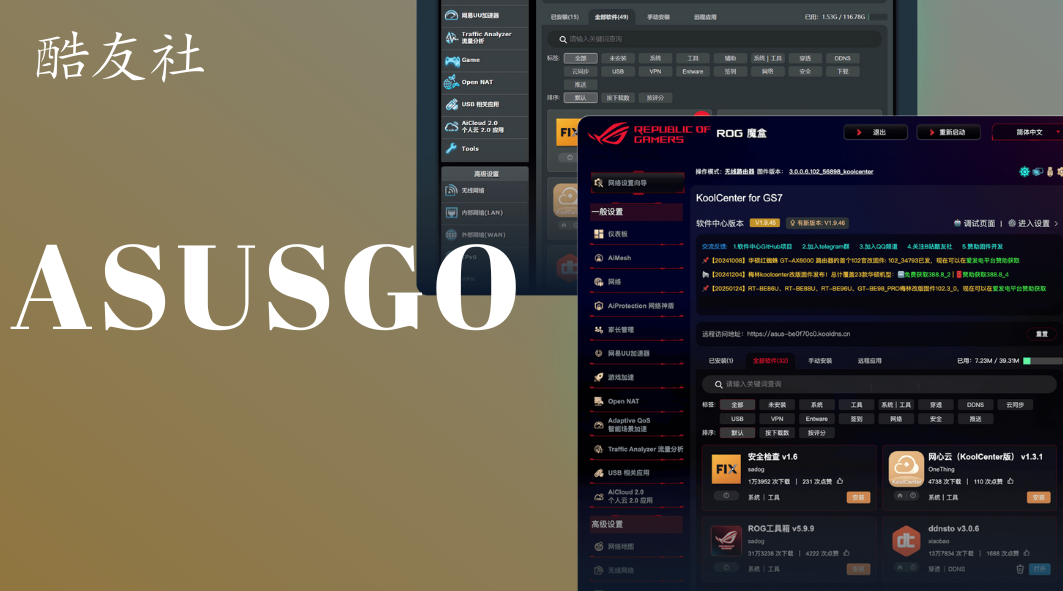 酷友社
ASUSGO
网易UU加速器
Traffic Analyzer
流量分析
Game
Open NAT
USB 相关应用
AiCloud 2.0
个人云 2.0 应用
Tools
高级设置
无线网络
内部网络(LAN)
外部网络(WAN)
已安装(15) 全部软件(49) 手动安装 远程应用 已用: 1.53G / 116.78G
请输入关键词查询
标签: 全部 未安装 系统 工具 辅助 系统 | 工具 穿透 DDNS
云同步 USB VPN Entware 签到 网络 安全 下载
推送
排序: 默认 按下载数 按评分
REPUBLIC OF
GAMERS
ROG 魔盒
退出 重新启动 简体中文
操作模式: 无线路由器 固件版本: 3.0.0.6.102_56898_koolcenter
网络设置向导
一般设置
仪表板
AiMesh
网络
AiProtection 网络神盾
家长管理
网易UU加速器
游戏加速
Open NAT
Adaptive QoS
智能场景加速
Traffic Analyzer 流量分析
USB 相关应用
AiCloud 2.0
个人云 2.0 应用
高级设置
网络地图
无线网络
KoolCenter for GS7
软件中心版本 V1.9.45 有新版本: V1.9.46 调试页面 | 进入设置
交流反馈: 1.软件中心GitHub项目 2.加入telegram群 3.加入QQ频道 4.关注B站酷友社 5.赞助固件开发
【20241008】华硕红蜘蛛 GT-AX6000 路由器的首个102官改固件: 102_34793已发，现在可以在爱发电平台赞助获取
【20241204】梅林koolcenter改版固件发布！总计覆盖23款华硕机型: 免费获取388.8_2 | 赞助获取388.8_4
【20250124】RT-BE86U、RT-BE88U、RT-BE96U、GT-BE98_PRO梅林改版固件102.3_0，现在可以在爱发电平台赞助获取
远程访问地址: https://asus-be0f70c0.kooldns.cn 重置
已安装(1) 全部软件(32) 手动安装 远程应用 已用: 7.23M / 39.31M
请输入关键词查询
标签: 全部 未安装 系统 工具 系统 | 工具 穿透 DDNS 云同步
USB VPN Entware 签到 网络 安全 推送
排序: 默认 按下载数 按评分
FIX
安全检查 v1.6
sadog
1万3952 次下载 | 231 次点赞
系统 | 工具 安装
KoolCenter
网心云（KoolCenter版） v1.3.1
OneThing
4738 次下载 | 110 次点赞
系统 | 工具 安装
ROG工具箱 v5.9.9
sadog
31万3238 次下载 | 4222 次点赞
系统 | 工具 安装
dt
ddnsto v3.0.6
xiaobao
13万7834 次下载 | 1688 次点赞
穿透 | DDNS 打开